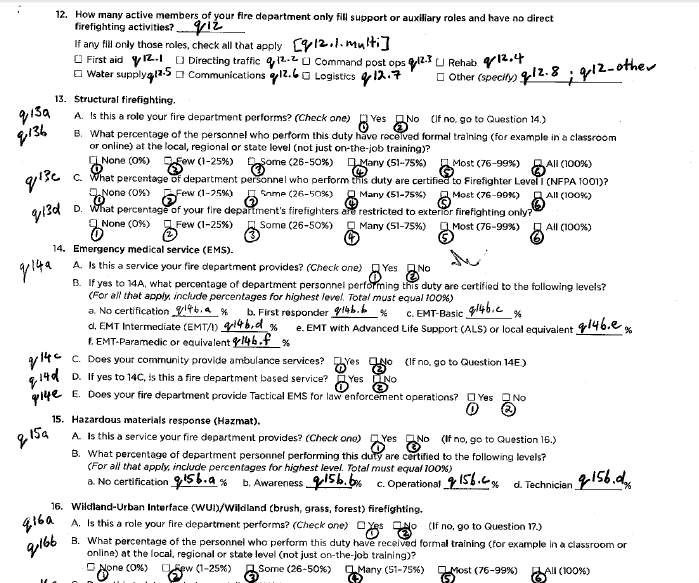 12. How many active members of your fire department only fill support or auxiliary roles and have no direct
firefighting activities? q12
If any fill only those roles, check all that apply [q12.1.multi]
☐ First aid q12.1 ☐ Directing traffic q12.2 ☐ Command post ops q12.3 ☐ Rehab q12.4
☐ Water supply q12.5 ☐ Communications q12.6 ☐ Logistics q12.7 ☐ Other (specify) q12.8 ; q12-other
13. Structural firefighting.
q13a A. Is this a role your fire department performs? (Check one) ☐ Yes ☐ No (If no, go to Question 14.)
1 2
q13b B. What percentage of the personnel who perform this duty have received formal training (for example in a classroom
or online) at the local, regional or state level (not just on-the-job training)?
☐ None (0%) ☐ Few (1-25%) ☐ Some (26-50%) ☐ Many (51-75%) ☐ Most (76-99%) ☐ All (100%)
1 2 3 4 5 6
q13c C. What percentage of department personnel who perform this duty are certified to Firefighter Level I (NFPA 1001)?
☐ None (0%) ☐ Few (1-25%) ☐ Some (26-50%) ☐ Many (51-75%) ☐ Most (76-99%) ☐ All (100%)
1 2 3 4 5 6
q13d D. What percentage of your fire department's firefighters are restricted to exterior firefighting only?
☐ None (0%) ☐ Few (1-25%) ☐ Some (26-50%) ☐ Many (51-75%) ☐ Most (76-99%) ☐ All (100%)
1 2 3 4 5 6
14. Emergency medical service (EMS).
q14a A. Is this a service your fire department provides? (Check one) ☐ Yes ☐ No
1 2
B. If yes to 14A, what percentage of department personnel performing this duty are certified to the following levels?
(For all that apply, include percentages for highest level. Total must equal 100%)
a. No certification q14b.a % b. First responder q14b.b % c. EMT-Basic q14b.c %
d. EMT Intermediate (EMT/I) q14b.d % e. EMT with Advanced Life Support (ALS) or local equivalent q14b.e %
f. EMT-Paramedic or equivalent q14b.f %
q14c C. Does your community provide ambulance services? ☐ Yes ☐ No (If no, go to Question 14E.)
1 2
q14d D. If yes to 14C, is this a fire department based service? ☐ Yes ☐ No
1 2
q14e E. Does your fire department provide Tactical EMS for law enforcement operations? ☐ Yes ☐ No
1 2
15. Hazardous materials response (Hazmat).
q15a A. Is this a service your fire department provides? (Check one) ☐ Yes ☐ No (If no, go to Question 16.)
1 2
B. What percentage of department personnel performing this duty are certified to the following levels?
(For all that apply, include percentages for highest level. Total must equal 100%)
a. No certification q15b.a % b. Awareness q15b.b % c. Operational q15b.c % d. Technician q15b.d %
16. Wildland-Urban Interface (WUI)/Wildland (brush, grass, forest) firefighting.
q16a A. Is this a role your fire department performs? (Check one) ☐ Yes ☐ No (If no, go to Question 17.)
1 2
q16b B. What percentage of the personnel who perform this duty have received formal training (for example in a classroom or
online) at the local, regional or state level (not just on-the-job training)?
☐ None (0%) ☐ Few (1-25%) ☐ Some (26-50%) ☐ Many (51-75%) ☐ Most (76-99%) ☐ All (100%)
1 2 3 4 5 6